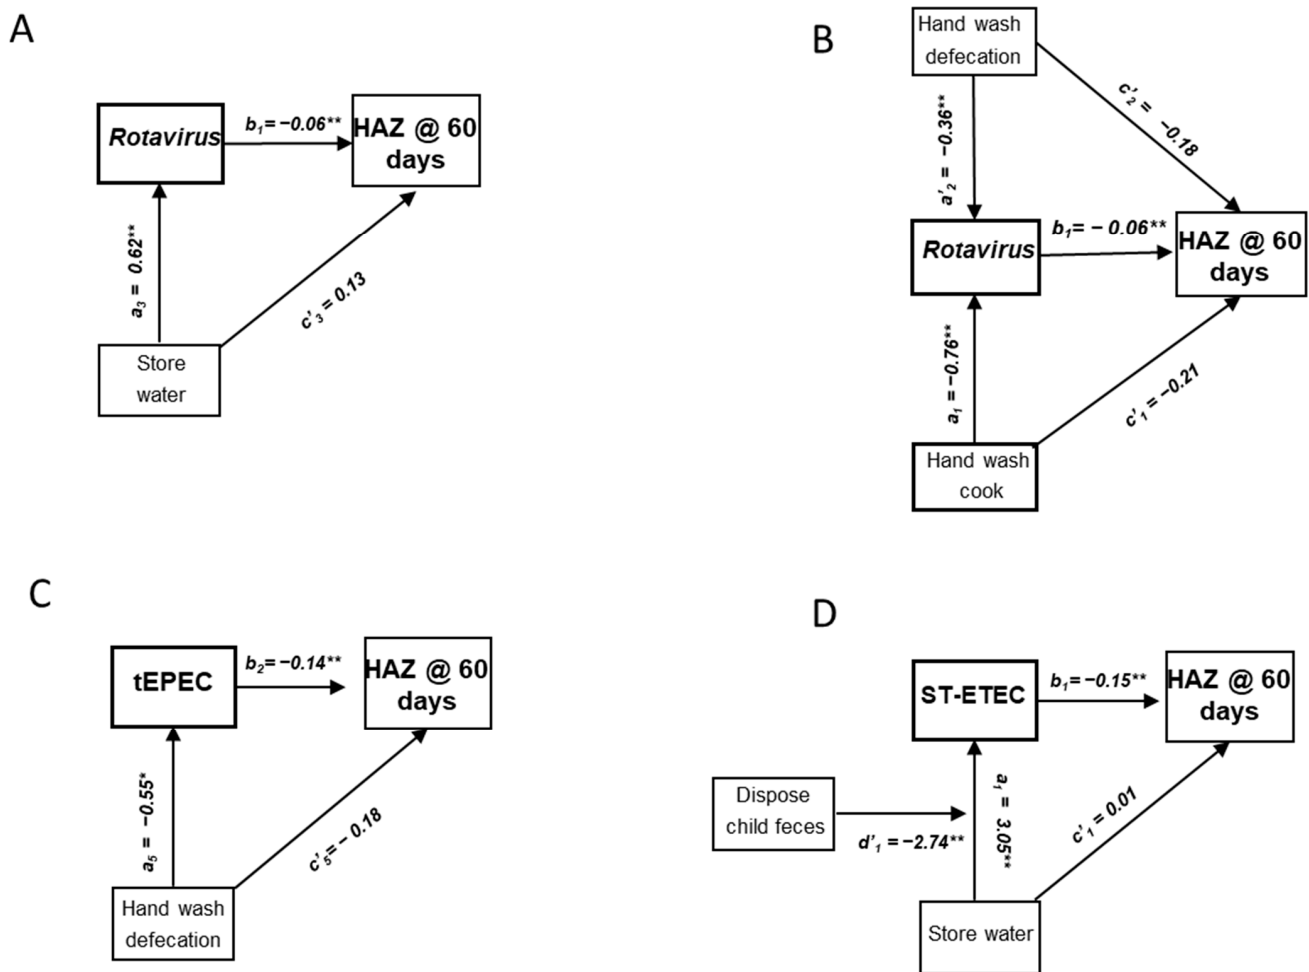 A
Rotavirus
b1= −0.06**
HAZ @ 60
days
a3 = 0.62**
c'3 = 0.13
Store
water
B
Hand wash
defecation
a'2 = −0.36**
c'2 = −0.18
Rotavirus
b1= − 0.06**
HAZ @ 60
days
a1 = −0.76**
c'1 = −0.21
Hand wash
cook
C
tEPEC
b2= −0.14**
HAZ @ 60
days
a5 = −0.55*
c'5= − 0.18
Hand wash
defecation
D
ST-ETEC
b1= −0.15**
HAZ @ 60
days
Dispose
child feces
d'1 = −2.74**
a1 = 3.05**
c'1 = 0.01
Store water